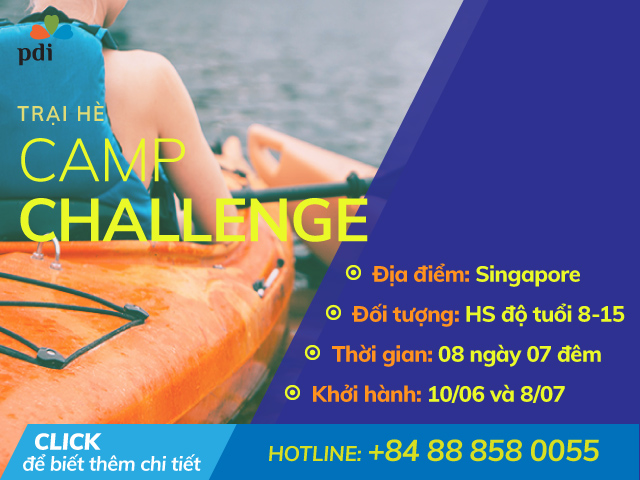 pdi
TRẠI HÈ
CAMP
CHALLENGE
Địa điểm: Singapore
Đối tượng: HS độ tuổi 8-15
Thời gian: 08 ngày 07 đêm
Khởi hành: 10/06 và 8/07
CLICK
để biết thêm chi tiết
HOTLINE: +84 88 858 0055